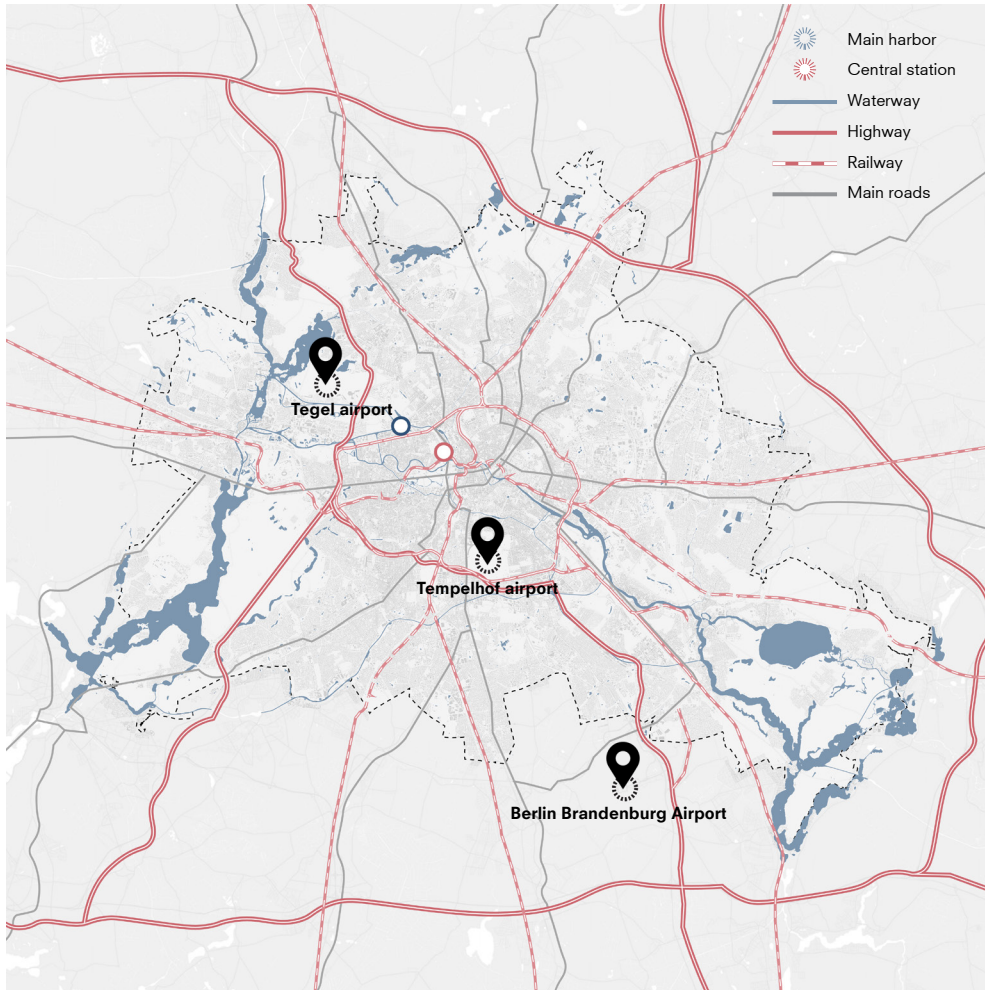 Main harbor
Central station
Waterway
Highway
Railway
Main roads
Tegel airport
Tempelhof airport
Berlin Brandenburg Airport